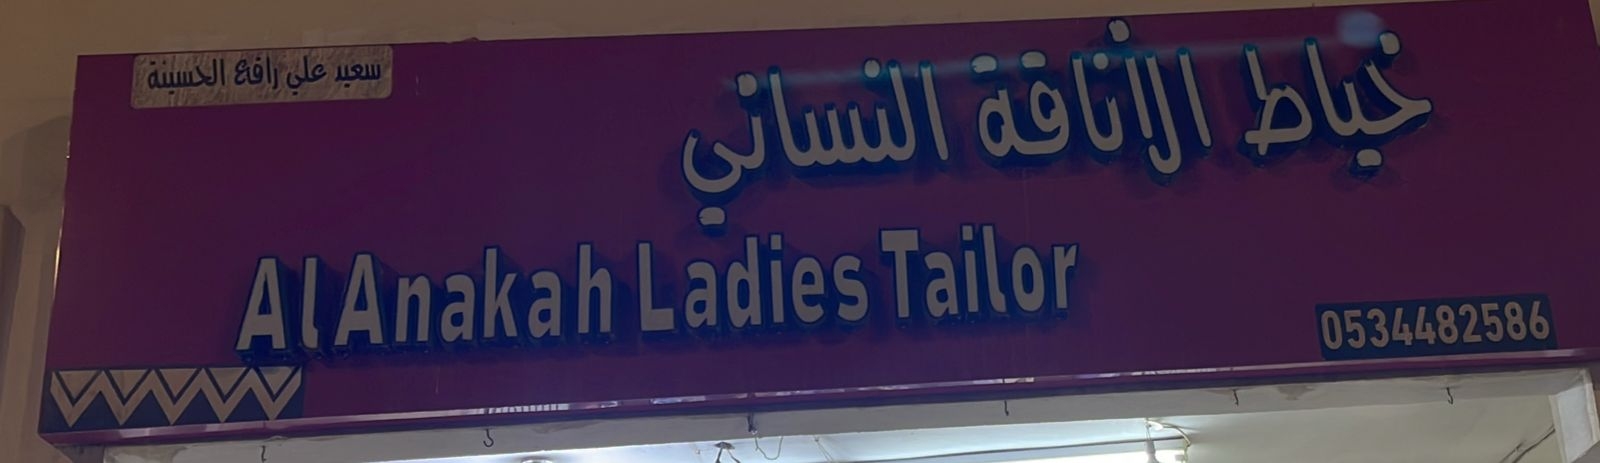 سعيد علي رافع الحسينة
خياط الأناقة النسائي
Al Anakah Ladies Tailor
0534482586